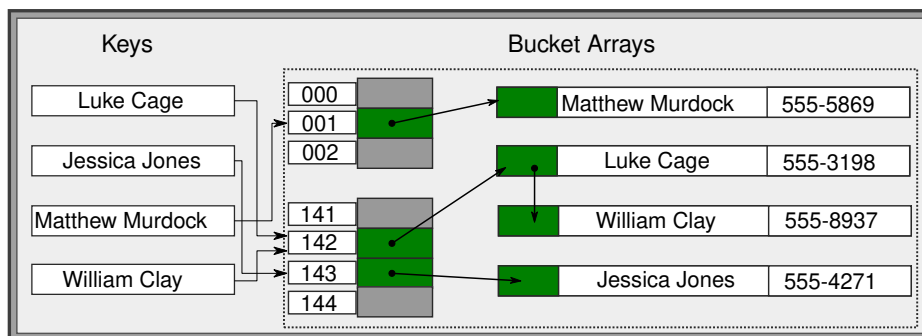 Keys
Bucket Arrays
Luke Cage
Jessica Jones
Matthew Murdock
William Clay
000
001
002
141
142
143
144
Matthew Murdock 555-5869
Luke Cage 555-3198
William Clay 555-8937
Jessica Jones 555-4271